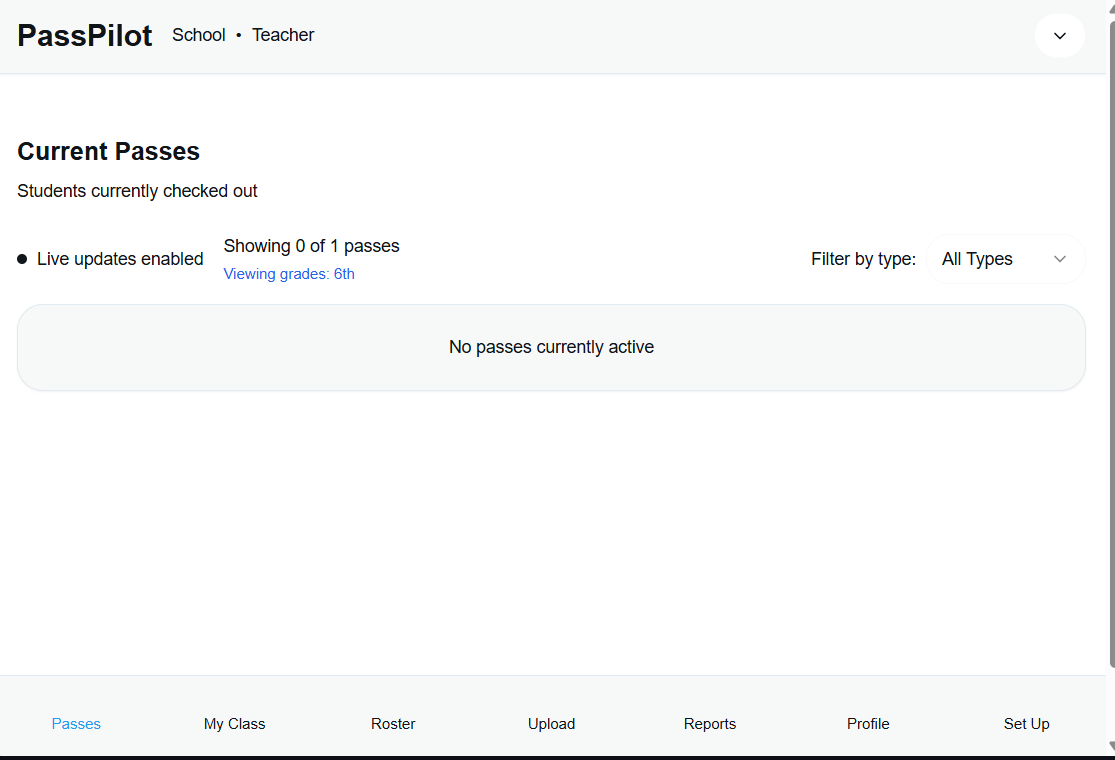 PassPilot School • Teacher
Current Passes
Students currently checked out
Live updates enabled
Showing 0 of 1 passes
Viewing grades: 6th
Filter by type: All Types
No passes currently active
Passes My Class Roster Upload Reports Profile Set Up